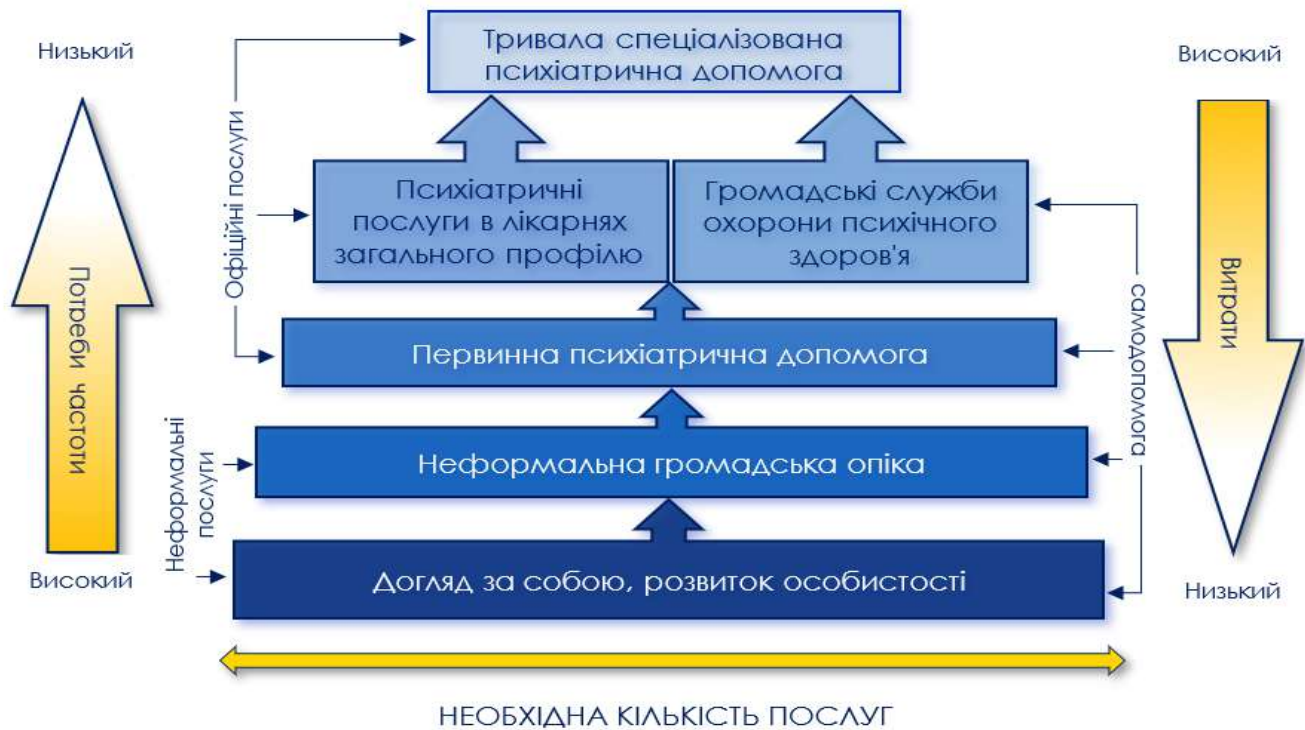 Низький
Тривала спеціалізована
психіатрична допомога
Високий
Офіційні послуги
Психіатричні
послуги в лікарнях
загального профілю
Громадські служби
охорони психічного
здоров'я
Потреби частоти
Витрати
самодопомога
Первинна психіатрична допомога
Неформальні
послуги
Неформальна громадська опіка
Високий
Догляд за собою, розвиток особистості
Низький
НЕОБХІДНА КІЛЬКІСТЬ ПОСЛУГ